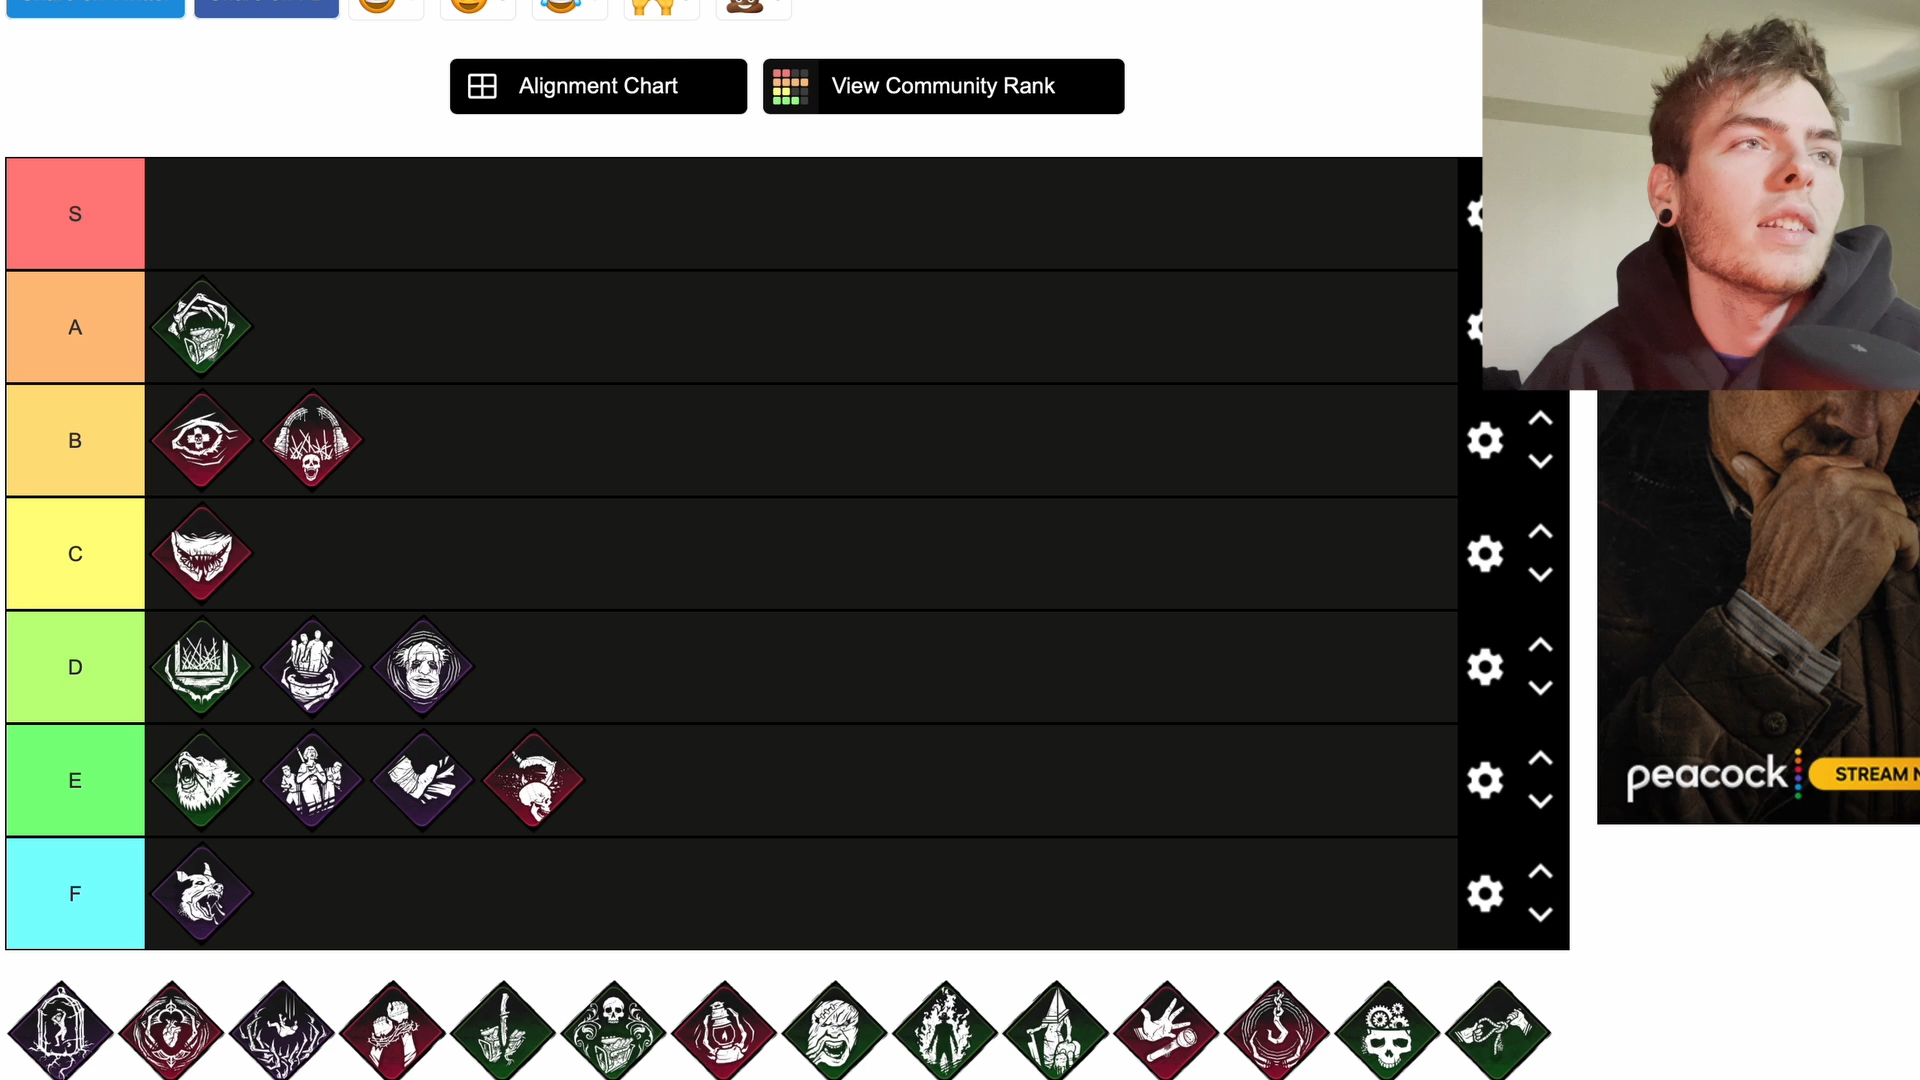 Alignment Chart
View Community Rank
S
A
B
C
D
E
F
peacock
STREAM